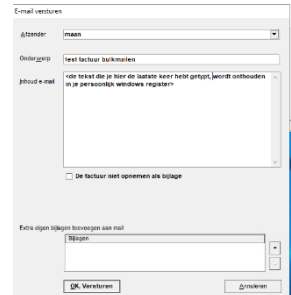 E-mail versturen
Afzender
maan
Onderwerp
test factuur bulkmailen
Inhoud e-mail
<de tekst die je hier de laatste keer hebt getypt, wordt onthouden
in je persoonlijk windows register>
De factuur niet opnemen als bijlage
Extra eigen bijlagen toevoegen aan mail
Bijlagen
+
-
OK, Versturen
Annuleren